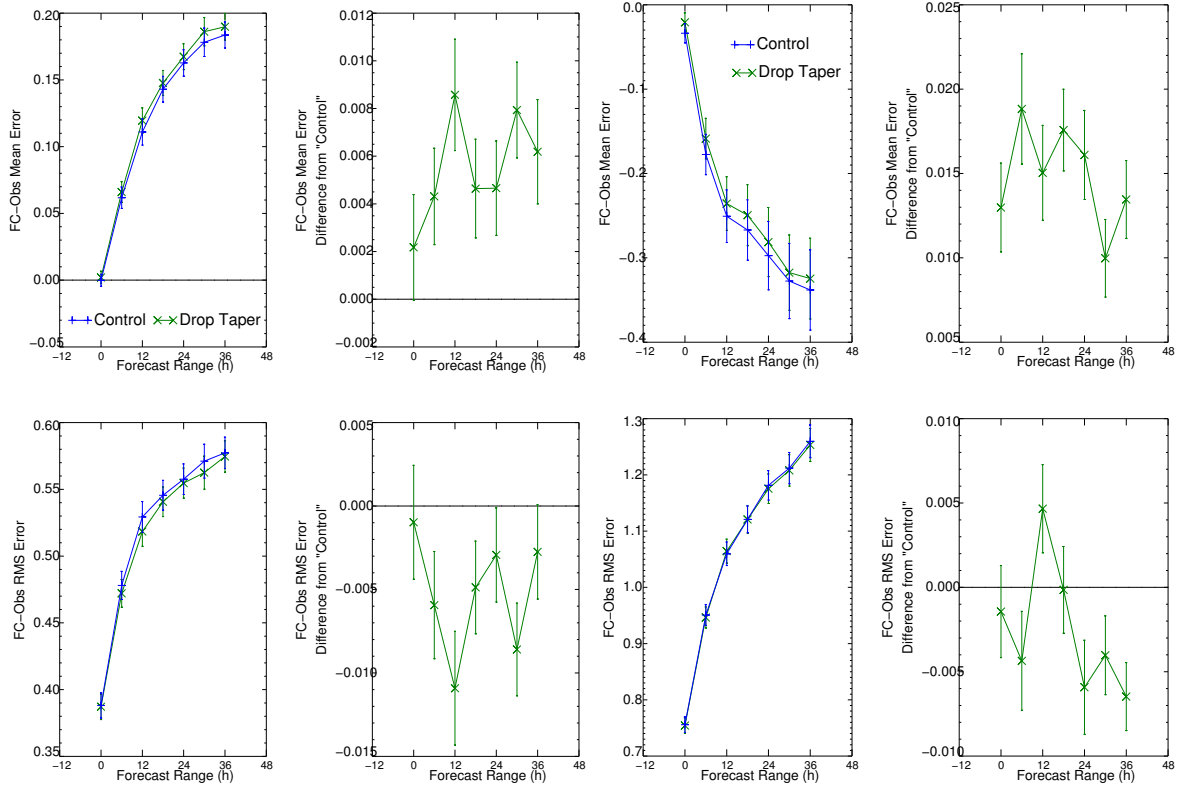 0.20
0.15
0.10
0.05
0.00
−0.05
−12 0 12 24 36 48
Forecast Range (h)
FC−Obs Mean Error
Control Drop Taper
0.012
0.010
0.008
0.006
0.004
0.002
0.000
−0.002
−12 0 12 24 36 48
Forecast Range (h)
FC−Obs Mean Error
Difference from "Control"
0.0
−0.1
−0.2
−0.3
−0.4
−12 0 12 24 36 48
Forecast Range (h)
FC−Obs Mean Error
Control
Drop Taper
0.025
0.020
0.015
0.010
0.005
−12 0 12 24 36 48
Forecast Range (h)
FC−Obs Mean Error
Difference from "Control"
0.60
0.55
0.50
0.45
0.40
0.35
−12 0 12 24 36 48
Forecast Range (h)
FC−Obs RMS Error
0.005
0.000
−0.005
−0.010
−0.015
−12 0 12 24 36 48
Forecast Range (h)
FC−Obs RMS Error
Difference from "Control"
1.3
1.2
1.1
1.0
0.9
0.8
0.7
−12 0 12 24 36 48
Forecast Range (h)
FC−Obs RMS Error
0.010
0.005
0.000
−0.005
−0.010
−12 0 12 24 36 48
Forecast Range (h)
FC−Obs RMS Error
Difference from "Control"